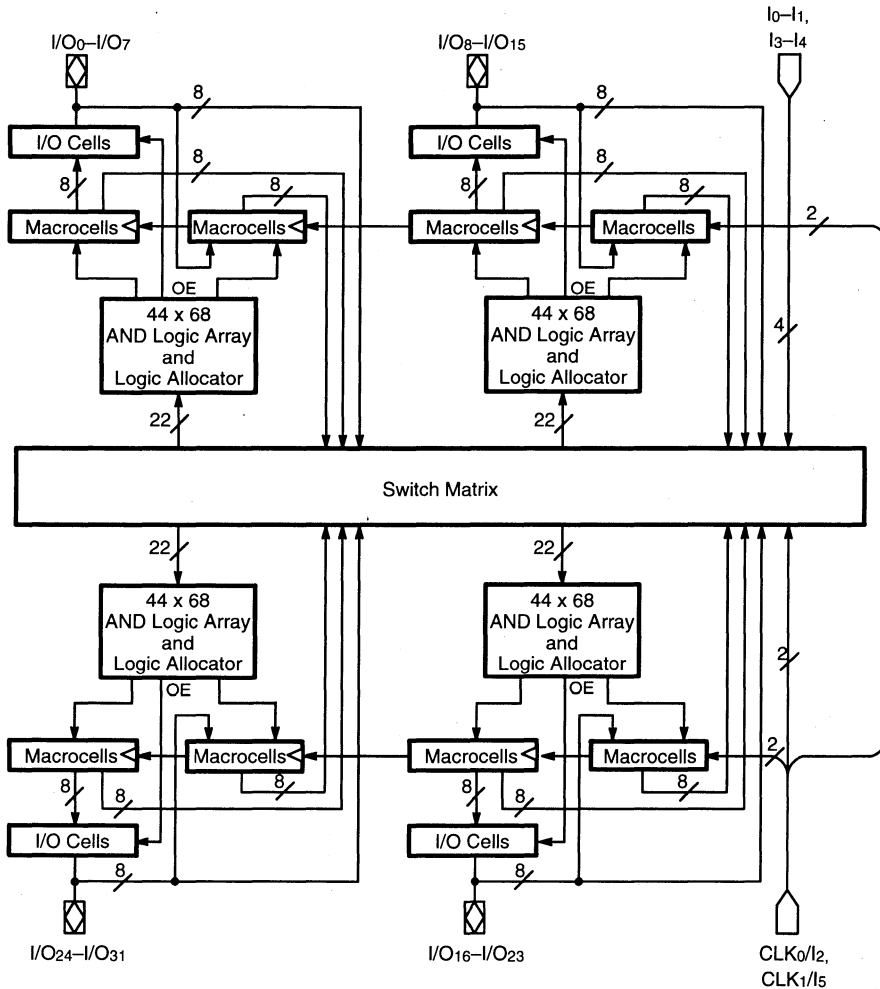 I/O0–I/O7
I/O8–I/O15
I0–I1,
I3–I4
8
8
I/O Cells
I/O Cells
8
8
8
8
8
8
Macrocells
Macrocells
Macrocells
Macrocells
2
OE
OE
44 x 68
AND Logic Array
and
Logic Allocator
44 x 68
AND Logic Array
and
Logic Allocator
4
22
22
Switch Matrix
22
22
44 x 68
AND Logic Array
and
Logic Allocator
44 x 68
AND Logic Array
and
Logic Allocator
2
OE
OE
Macrocells
Macrocells
Macrocells
Macrocells
2
8
8
8
8
8
8
I/O Cells
I/O Cells
8
8
I/O24–I/O31
I/O16–I/O23
CLK0/I2,
CLK1/I5